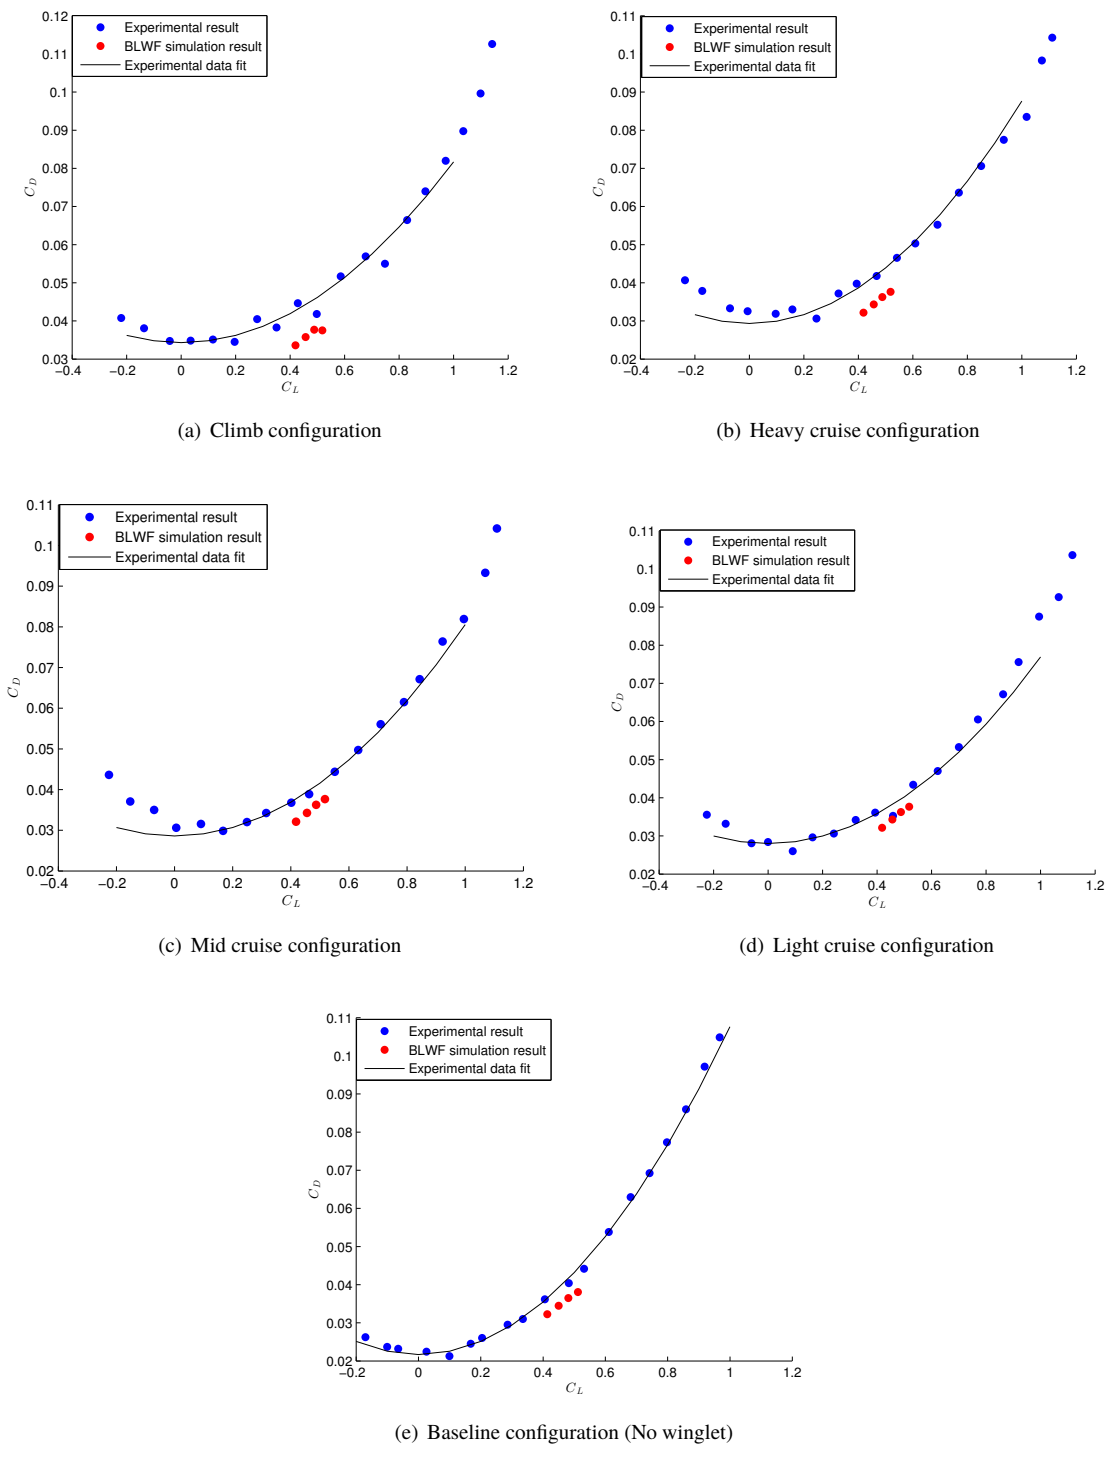 Experimental result
BLWF simulation result
Experimental data fit
0.12
0.11
0.1
0.09
0.08
0.07
0.06
0.05
0.04
0.03
C_D
−0.4 −0.2 0 0.2 0.4 0.6 0.8 1 1.2
C_L
(a) Climb configuration
Experimental result
BLWF simulation result
Experimental data fit
0.11
0.1
0.09
0.08
0.07
0.06
0.05
0.04
0.03
0.02
C_D
−0.4 −0.2 0 0.2 0.4 0.6 0.8 1 1.2
C_L
(b) Heavy cruise configuration
Experimental result
BLWF simulation result
Experimental data fit
0.11
0.1
0.09
0.08
0.07
0.06
0.05
0.04
0.03
0.02
C_D
−0.4 −0.2 0 0.2 0.4 0.6 0.8 1 1.2
C_L
(c) Mid cruise configuration
Experimental result
BLWF simulation result
Experimental data fit
0.11
0.1
0.09
0.08
0.07
0.06
0.05
0.04
0.03
0.02
C_D
−0.4 −0.2 0 0.2 0.4 0.6 0.8 1 1.2
C_L
(d) Light cruise configuration
Experimental result
BLWF simulation result
Experimental data fit
0.11
0.1
0.09
0.08
0.07
0.06
0.05
0.04
0.03
0.02
C_D
−0.2 0 0.2 0.4 0.6 0.8 1 1.2
C_L
(e) Baseline configuration (No winglet)